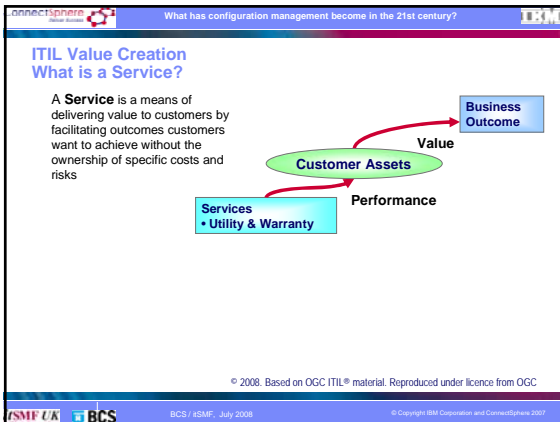 ConnectSphere
What has configuration management become in the 21st century?
IBM
ITIL Value Creation
What is a Service?
A Service is a means of
delivering value to customers by
facilitating outcomes customers
want to achieve without the
ownership of specific costs and
risks
Business
Outcome
Value
Customer Assets
Performance
Services
• Utility & Warranty
© 2008. Based on OGC ITIL® material. Reproduced under licence from OGC
itSMF UK
BCS
BCS / itSMF, July 2008
© Copyright IBM Corporation and ConnectSphere 2007